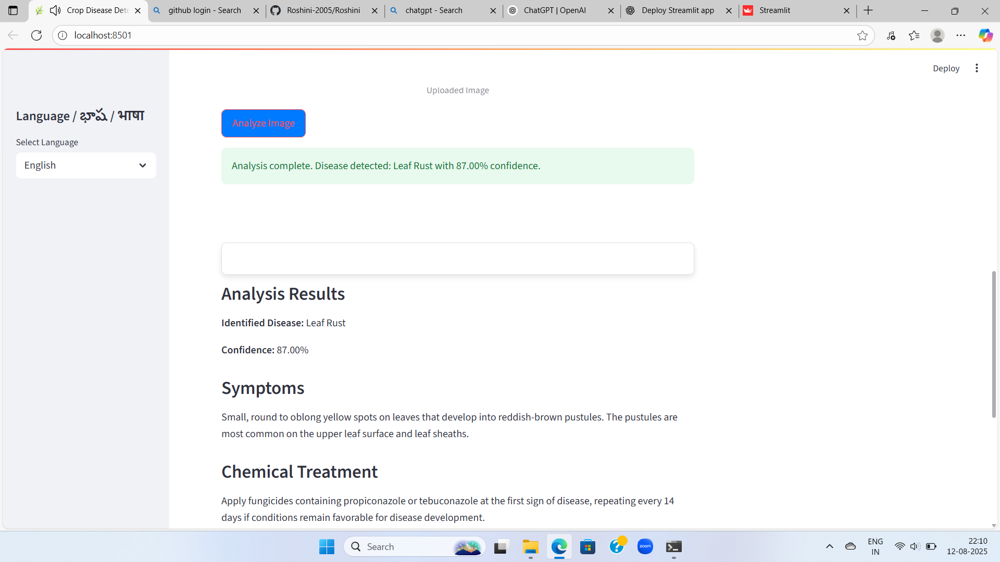 Crop Disease Dete
github login - Search
Roshini-2005/Roshini
chatgpt - Search
ChatGPT | OpenAI
Deploy Streamlit app
Streamlit
localhost:8501
Deploy
Uploaded Image
Language / భాష / भाषा
Select Language
English
Analyze Image
Analysis complete. Disease detected: Leaf Rust with 87.00% confidence.
Analysis Results
Identified Disease: Leaf Rust
Confidence: 87.00%
Symptoms
Small, round to oblong yellow spots on leaves that develop into reddish-brown pustules. The pustules are
most common on the upper leaf surface and leaf sheaths.
Chemical Treatment
Apply fungicides containing propiconazole or tebuconazole at the first sign of disease, repeating every 14
days if conditions remain favorable for disease development.
Search
zoom
ENG
IN
22:10
12-08-2025